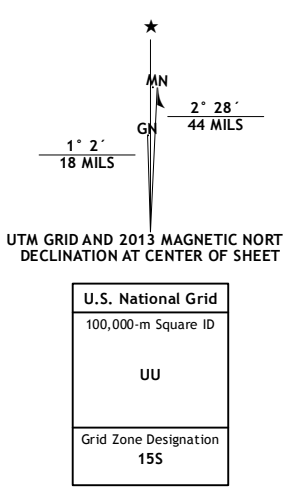 ★
MN
GN
2° 28´
44 MILS
1° 2´
18 MILS
UTM GRID AND 2013 MAGNETIC NORT
DECLINATION AT CENTER OF SHEET
U.S. National Grid
100,000-m Square ID
UU
Grid Zone Designation
15S